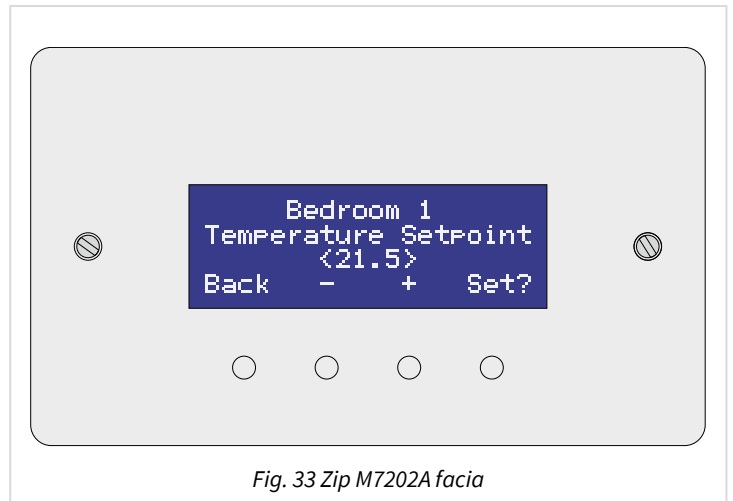 Bedroom 1
Temperature Setpoint
<21.5>
Back - + Set?
Fig. 33 Zip M7202A facia